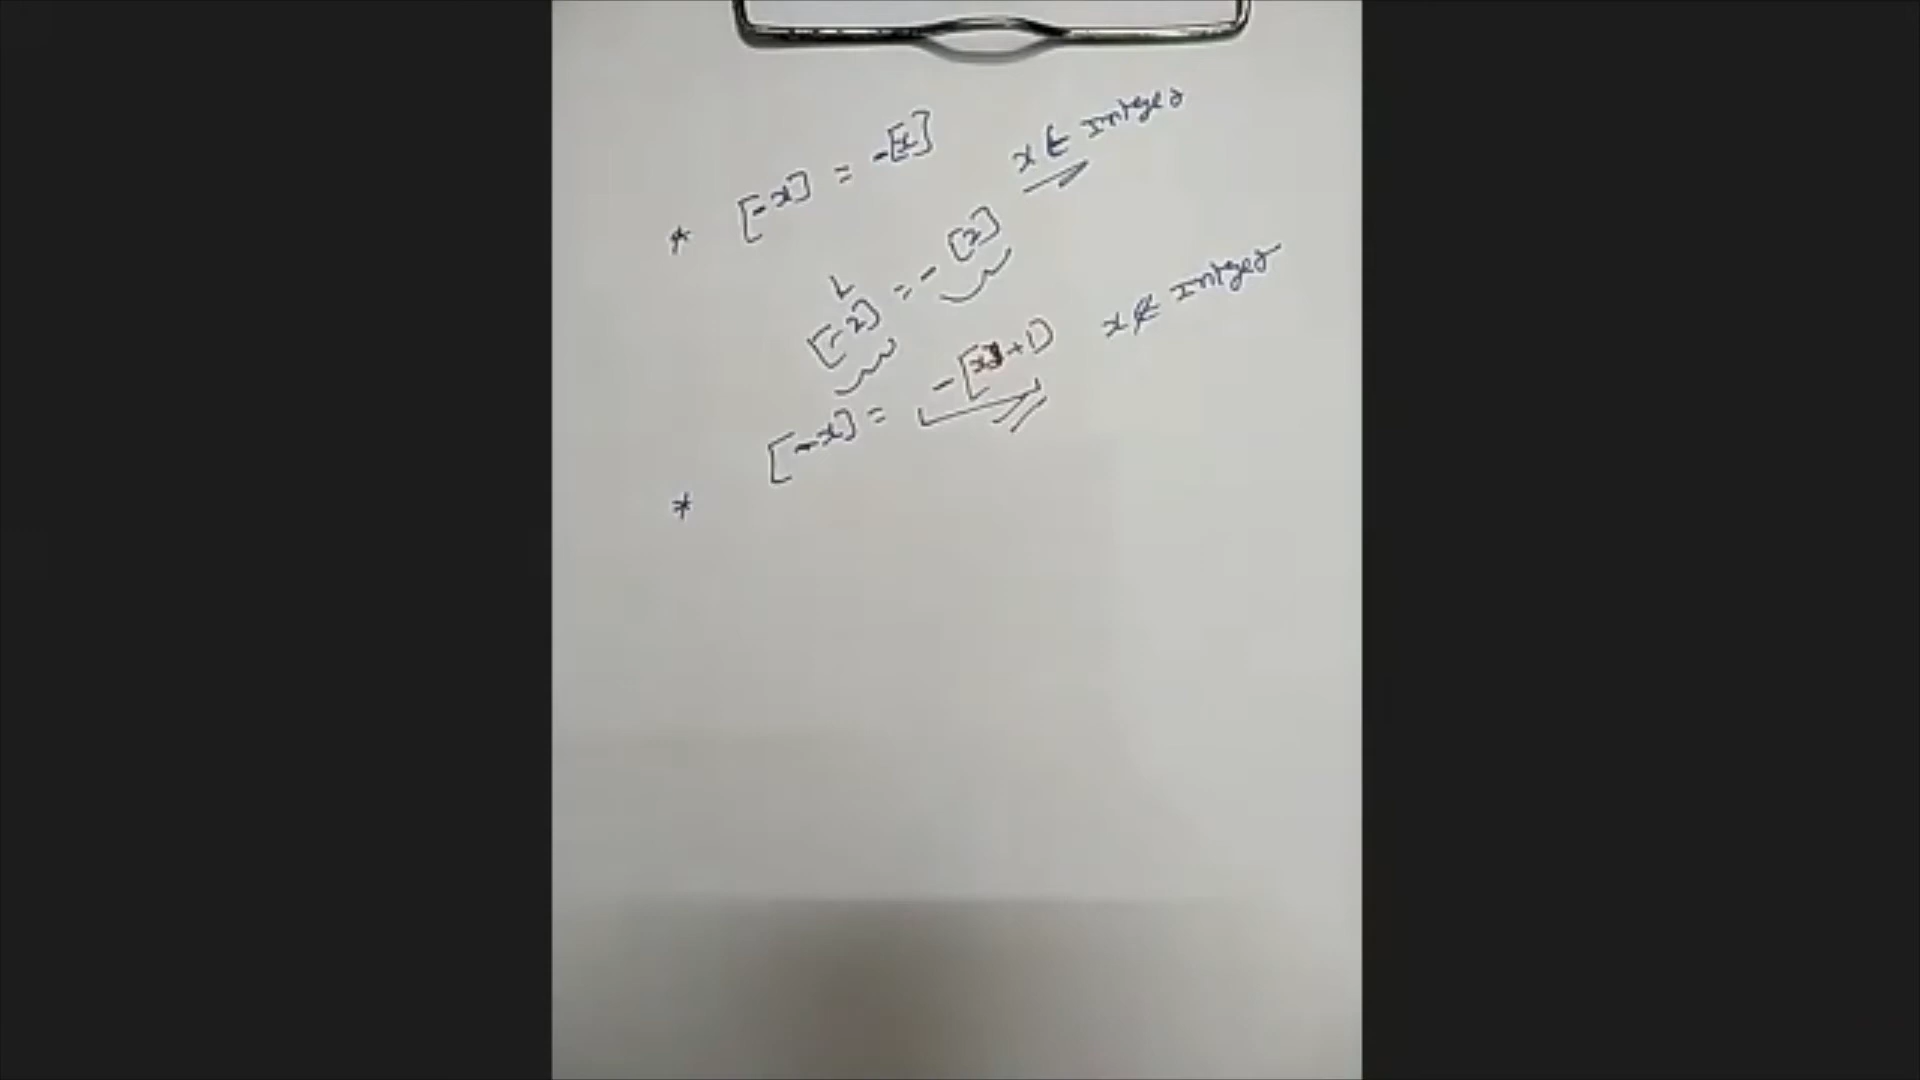 * [-x] = -[x] x ∈ Integer
[-2] = -[2]
[-x] = -[x]+1) x ∉ Integer
*